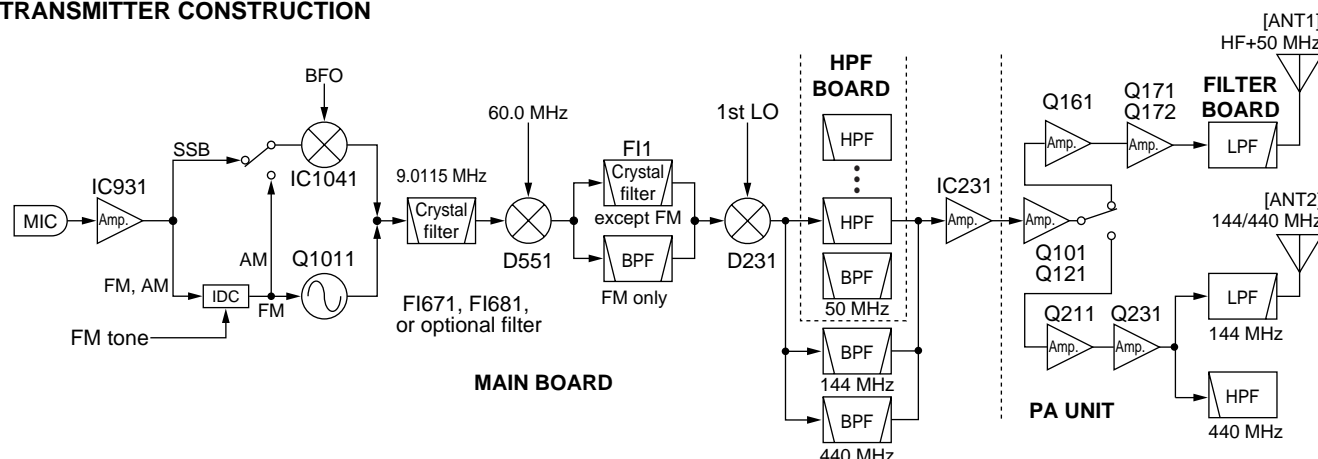 TRANSMITTER CONSTRUCTION
[ANT1]
HF+50 MHz
HPF
BOARD
FILTER
BOARD
BFO
60.0 MHz
1st LO
Q161
Q171
Q172
SSB
IC1041
FI1
HPF
Amp.
Amp.
LPF
IC931
9.0115 MHz
Crystal
filter
IC231
MIC
Amp.
Crystal
filter
except FM
HPF
Amp.
Amp.
[ANT2]
144/440 MHz
AM
Q1011
D551
BPF
D231
Q101
Q121
FM, AM
IDC
FM
FM only
BPF
50 MHz
LPF
FI671, FI681,
or optional filter
Q211
Q231
FM tone
144 MHz
BPF
Amp.
Amp.
MAIN BOARD
144 MHz
PA UNIT
HPF
BPF
440 MHz
440 MHz